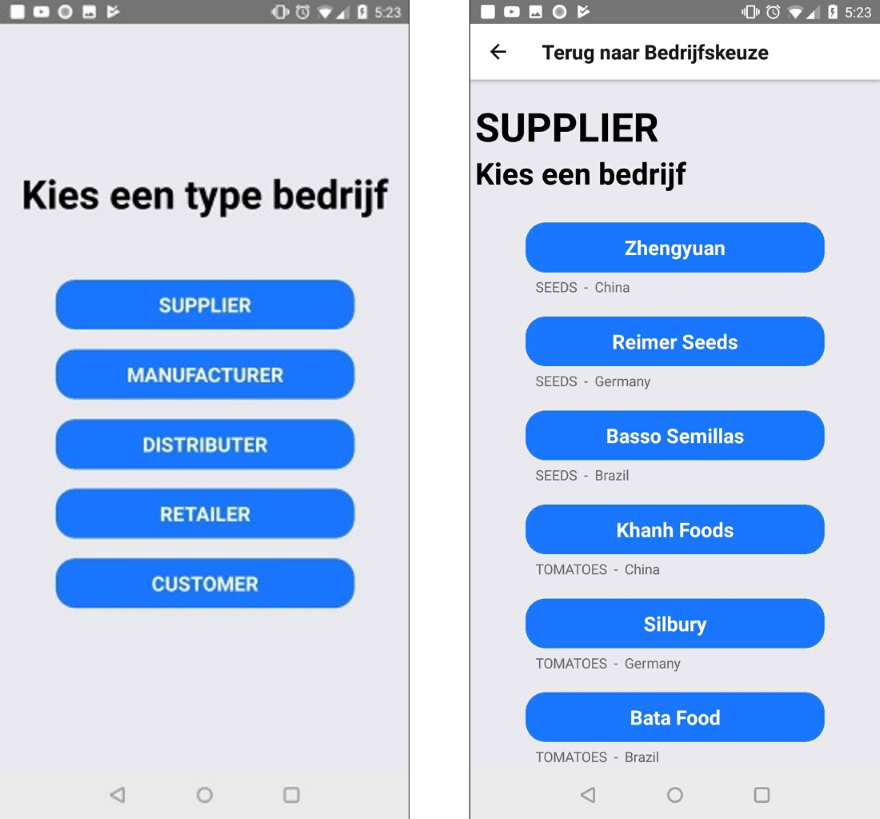 5:23
Kies een type bedrijf
SUPPLIER
MANUFACTURER
DISTRIBUTER
RETAILER
CUSTOMER
5:23
Terug naar Bedrijfskeuze
SUPPLIER
Kies een bedrijf
Zhengyuan
SEEDS - China
Reimer Seeds
SEEDS - Germany
Basso Semillas
SEEDS - Brazil
Khanh Foods
TOMATOES - China
Silbury
TOMATOES - Germany
Bata Food
TOMATOES - Brazil